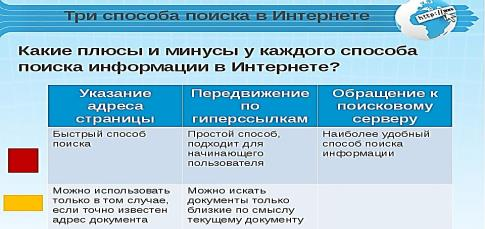 Три способа поиска в Интернете
http://www
Какие плюсы и минусы у каждого способа
поиска информации в Интернете?
Указание
адреса
страницы
Передвижение
по
гиперссылкам
Обращение к
поисковому
серверу
Быстрый способ
поиска
Простой способ,
подходит для
начинающего
пользователя
Наиболее удобный
способ поиска
информации
Можно использовать
только в том случае,
если точно известен
адрес документа
Можно искать
документы только
близкие по смыслу
текущему документу